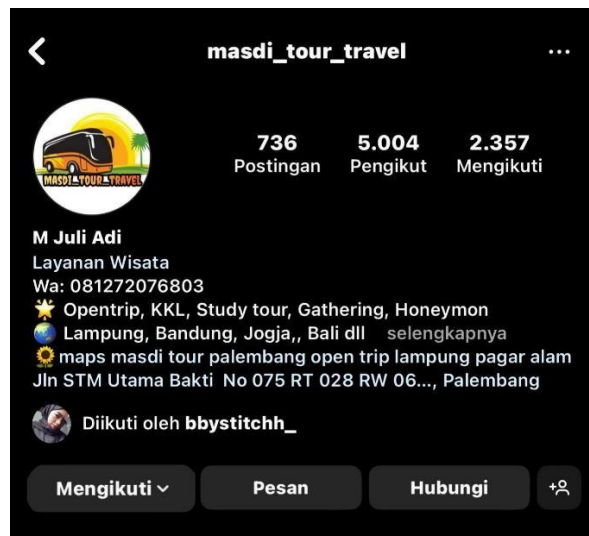 masdi_tour_travel
736 5.004 2.357
Postingan Pengikut Mengikuti
MASDI_TOUR_TRAVEL
M Juli Adi
Layanan Wisata
Wa: 081272076803
🌟 Opentrip, KKL, Study tour, Gathering, Honeymon
🌏 Lampung, Bandung, Jogja,, Bali dll selengkapnya
🌻 maps masdi tour palembang open trip lampung pagar alam
Jln STM Utama Bakti No 075 RT 028 RW 06..., Palembang
Diikuti oleh bbystitchh_
Mengikuti Pesan Hubungi